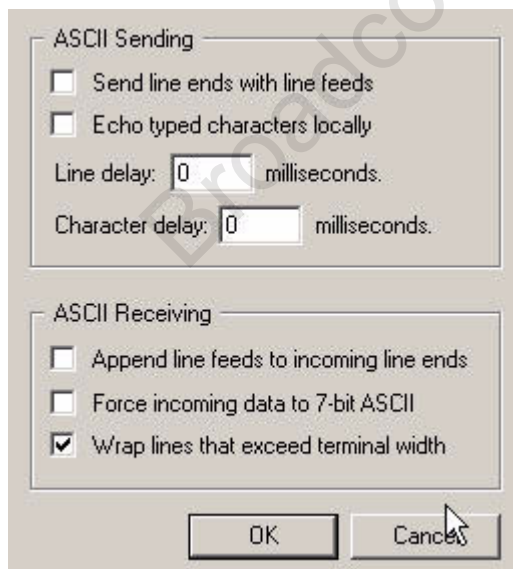 ASCII Sending
Send line ends with line feeds
Echo typed characters locally
Line delay: 0 milliseconds.
Character delay: 0 milliseconds.
ASCII Receiving
Append line feeds to incoming line ends
Force incoming data to 7-bit ASCII
Wrap lines that exceed terminal width
OK Cancel
Broadco